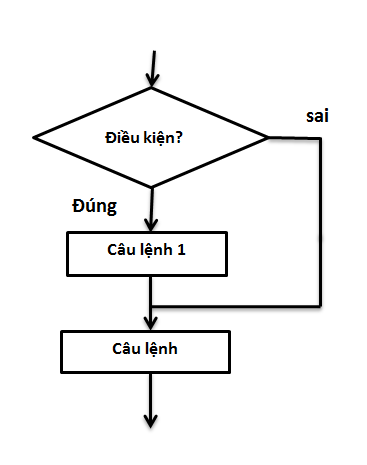 sai
Điều kiện?
Đúng
Câu lệnh 1
Câu lệnh